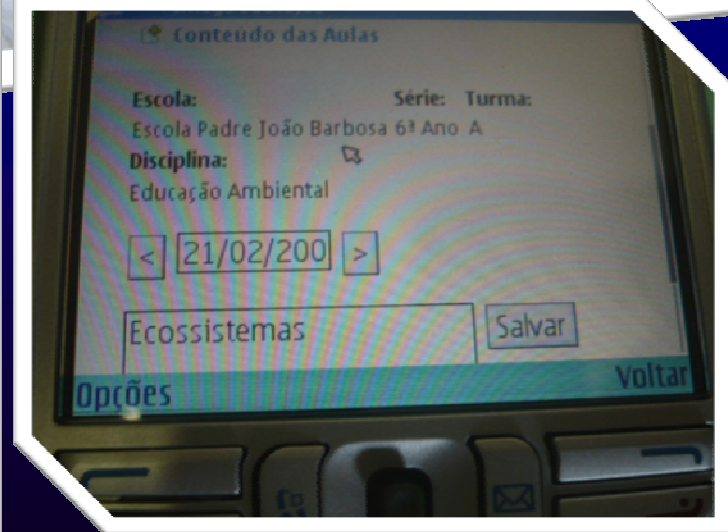 Conteúdo das Aulas
Escola: Série: Turma:
Escola Padre João Barbosa 6ª Ano A
Disciplina:
Educação Ambiental
< 21/02/200 >
Ecossistemas Salvar
Opções Voltar